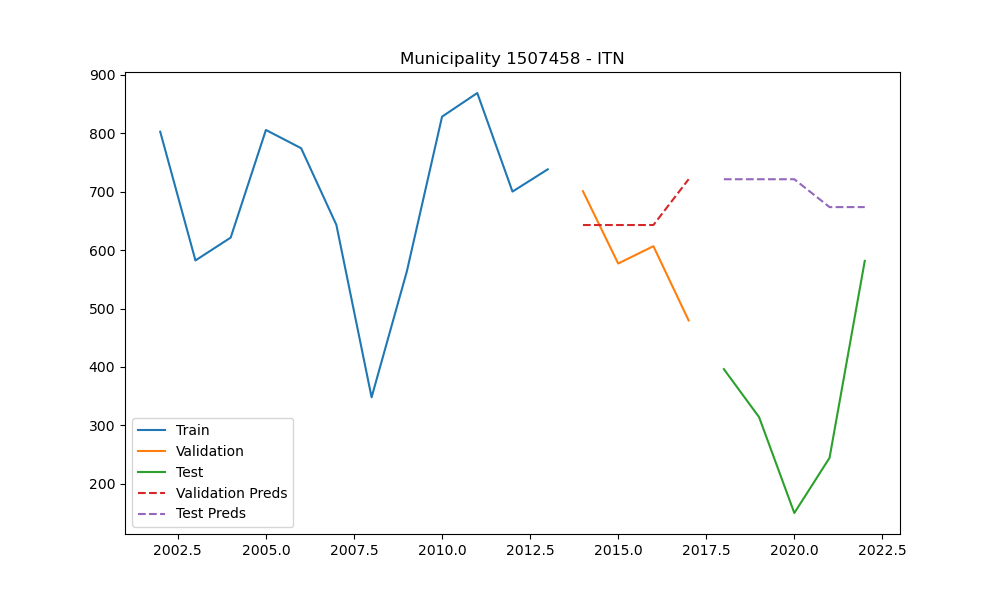 Municipality 1507458 - ITN
900
800
700
600
500
400
300
200
Train
Validation
Test
Validation Preds
Test Preds
2002.5 2005.0 2007.5 2010.0 2012.5 2015.0 2017.5 2020.0 2022.5